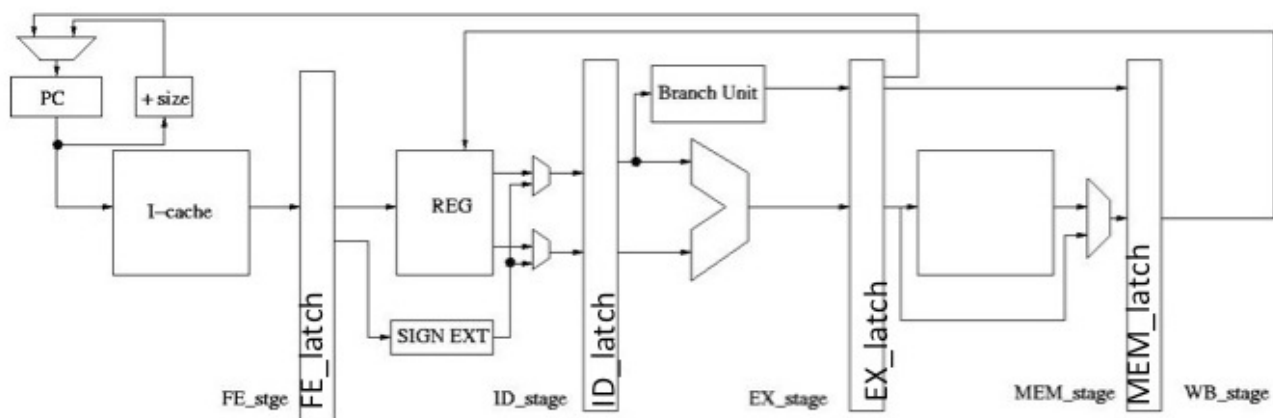 PC
+ size
I-cache
FE_stge
FE_latch
REG
SIGN EXT
ID_stage
ID_latch
Branch Unit
EX_stage
EX_latch
MEM_stage
MEM_latch
WB_stage